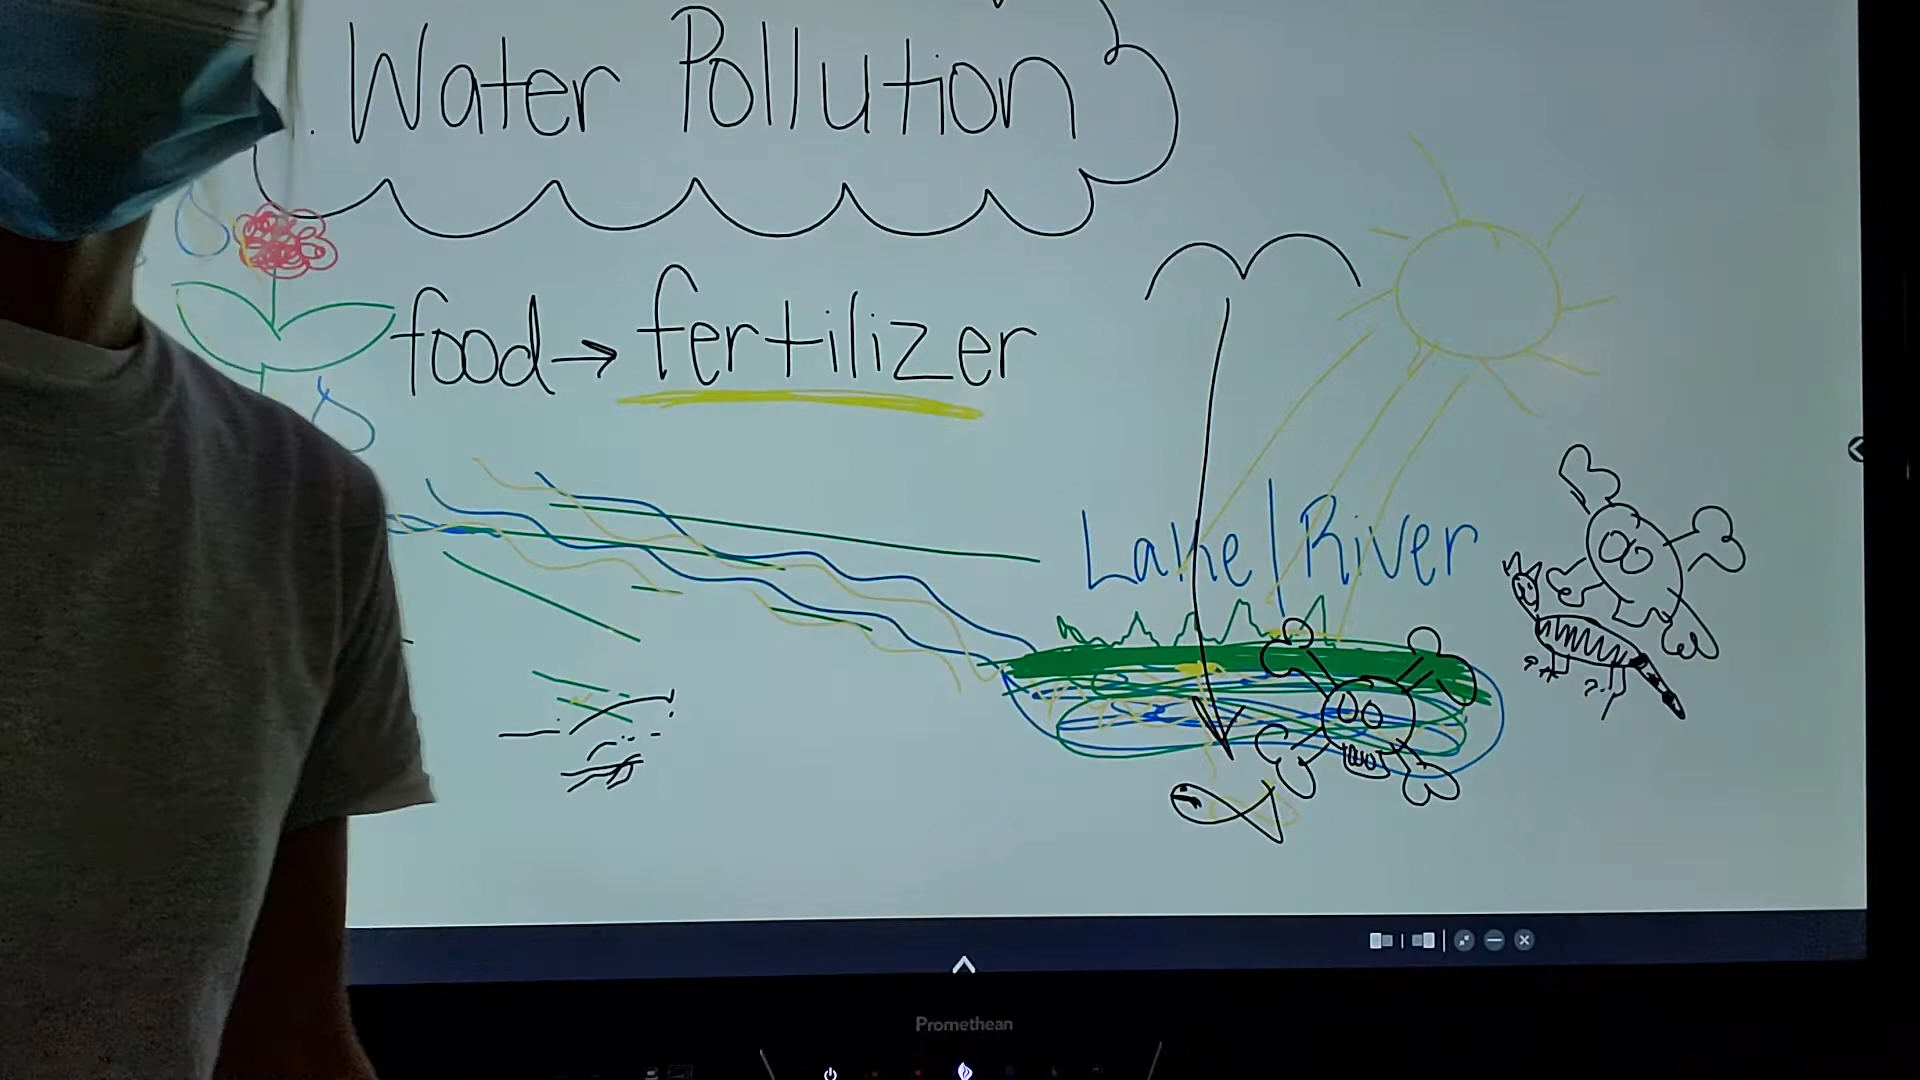 Water Pollution
food → fertilizer
Lake/River
Promethean